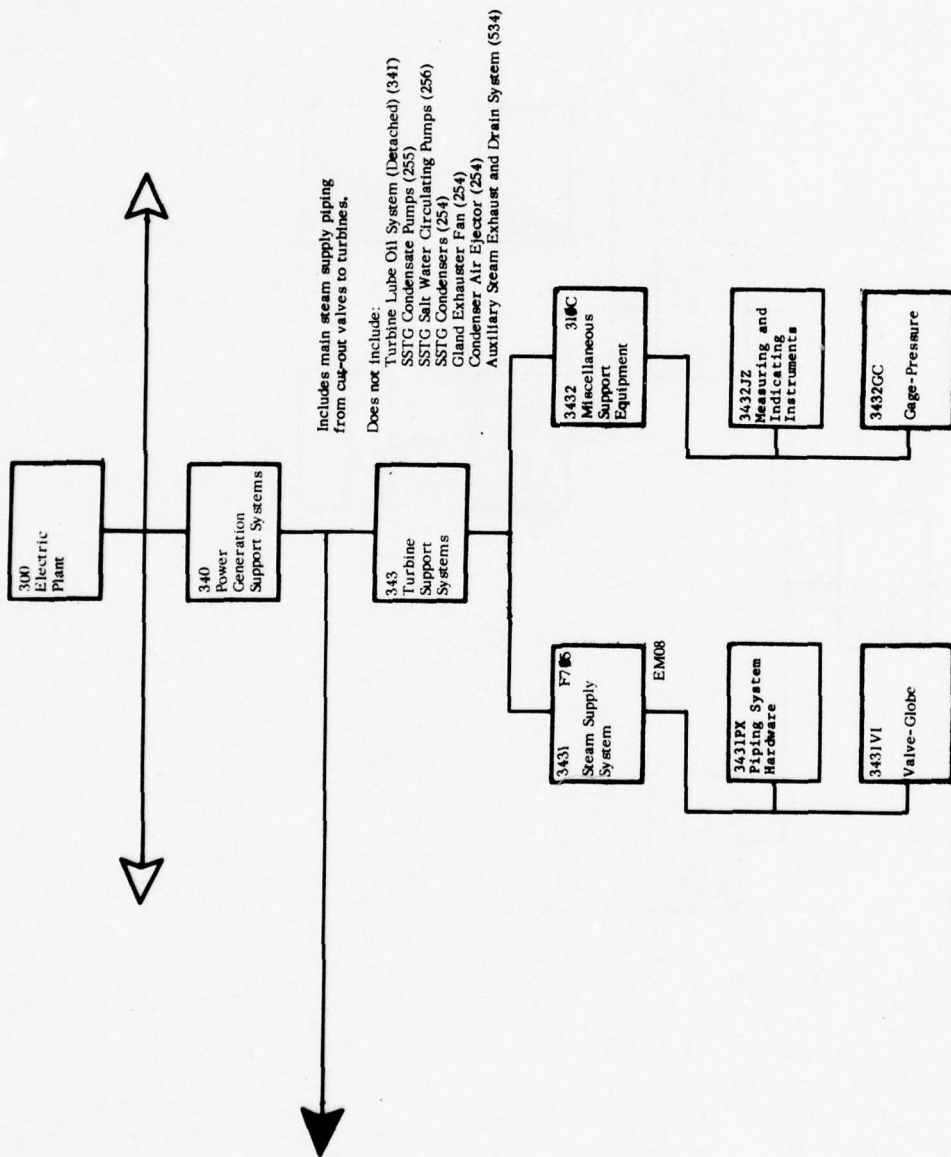 300
Electric
Plant
340
Power
Generation
Support Systems
Includes main steam supply piping
from cut-out valves to turbines.
Does not include:
Turbine Lube Oil System (Detached) (341)
SSTG Condensate Pumps (255)
SSTG Salt Water Circulating Pumps (256)
SSTG Condensers (254)
Gland Exhauster Fan (254)
Condenser Air Ejector (254)
Auxiliary Steam Exhaust and Drain System (534)
343
Turbine
Support
Systems
3431
Steam Supply
System
EM08
3432
Miscellaneous
Support
Equipment
3431PX
Piping System
Hardware
3432JZ
Measuring and
Indicating
Instruments
3431V1
Valve-Globe
3432GC
Gage-Pressure